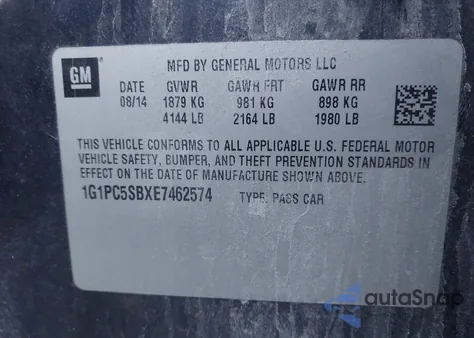 GM
MFD BY GENERAL MOTORS LLC
DATE GVWR GAWR FRT GAWR RR
08/14 1879 KG 981 KG 898 KG
4144 LB 2164 LB 1980 LB
THIS VEHICLE CONFORMS TO ALL APPLICABLE U.S. FEDERAL MOTOR
VEHICLE SAFETY, BUMPER, AND THEFT PREVENTION STANDARDS IN
EFFECT ON THE DATE OF MANUFACTURE SHOWN ABOVE.
1G1PC5SBXE7462574 TYPE: PASS CAR
autoSnap